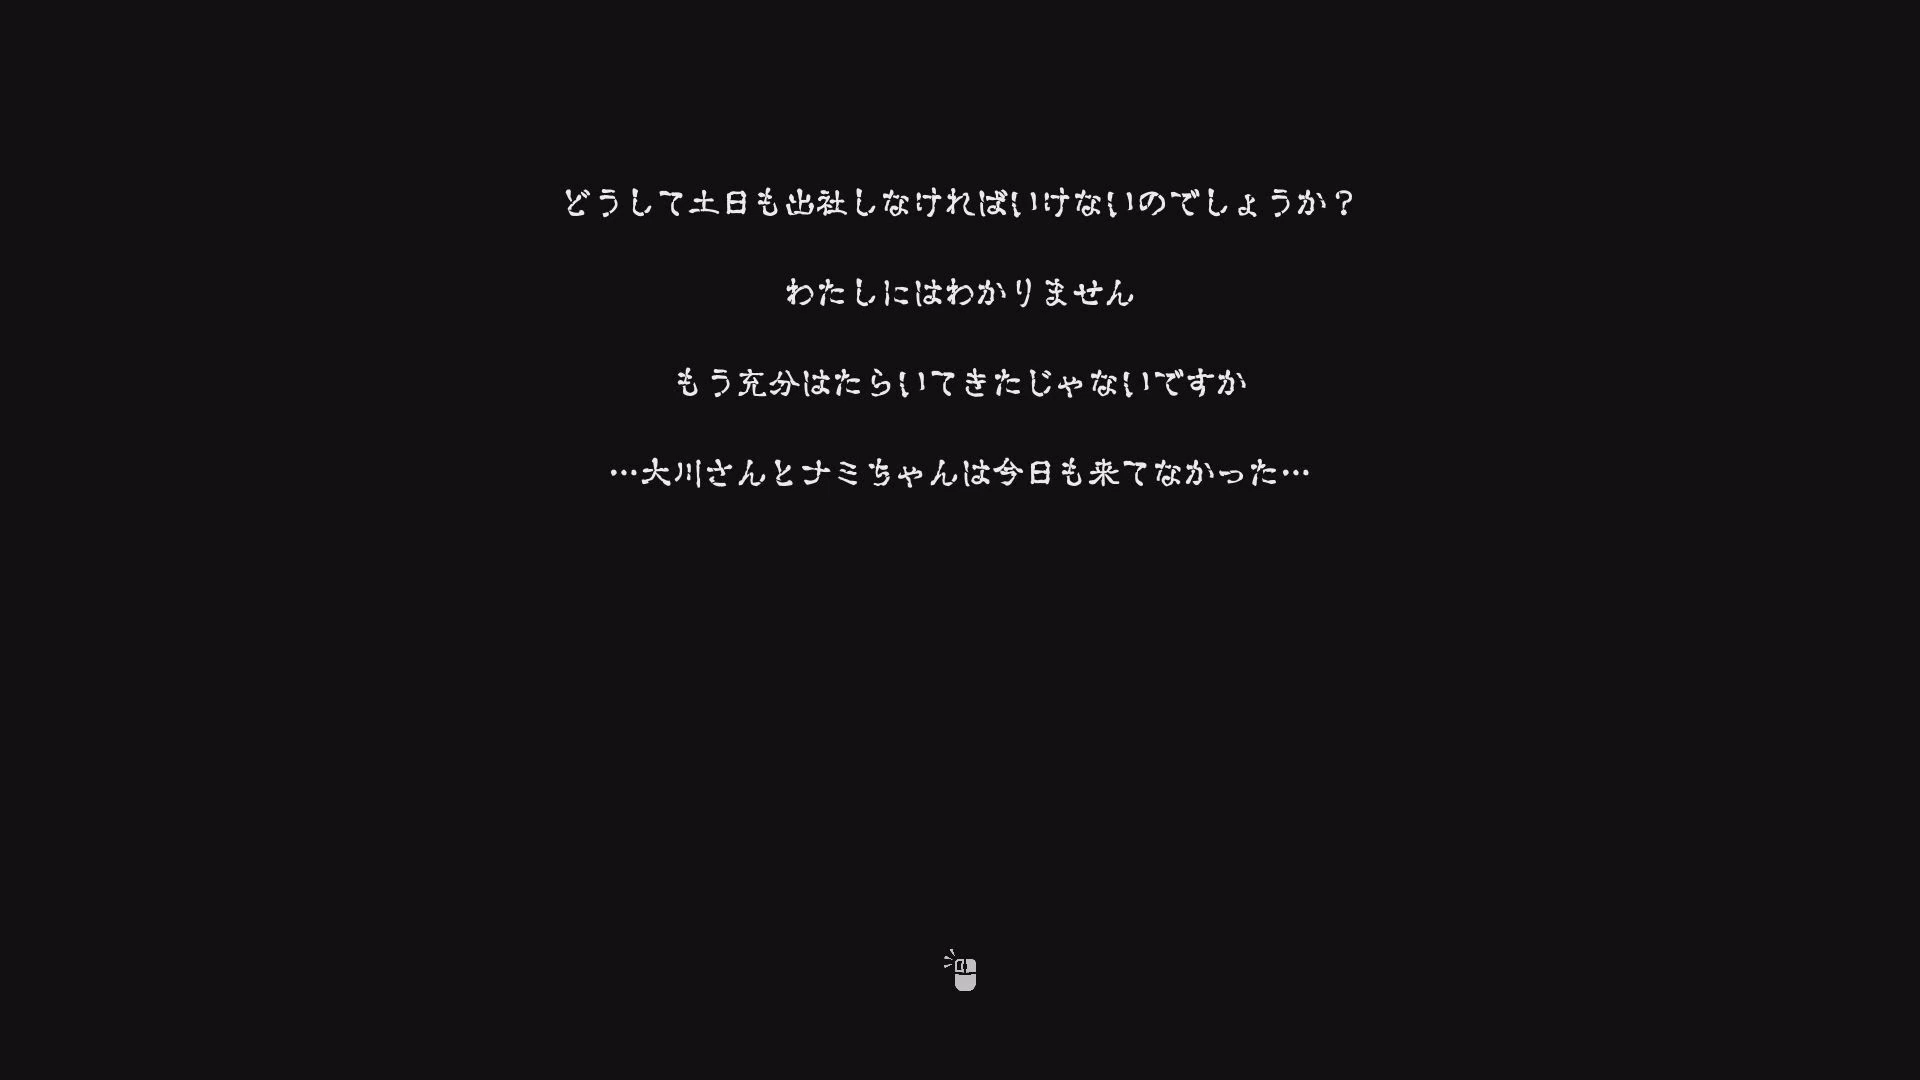 どうして土日も出社しなければいけないのでしょうか？
わたしにはわかりません
もう充分はたらいてきたじゃないですか
…大川さんとナミちゃんは今日も来てなかった…